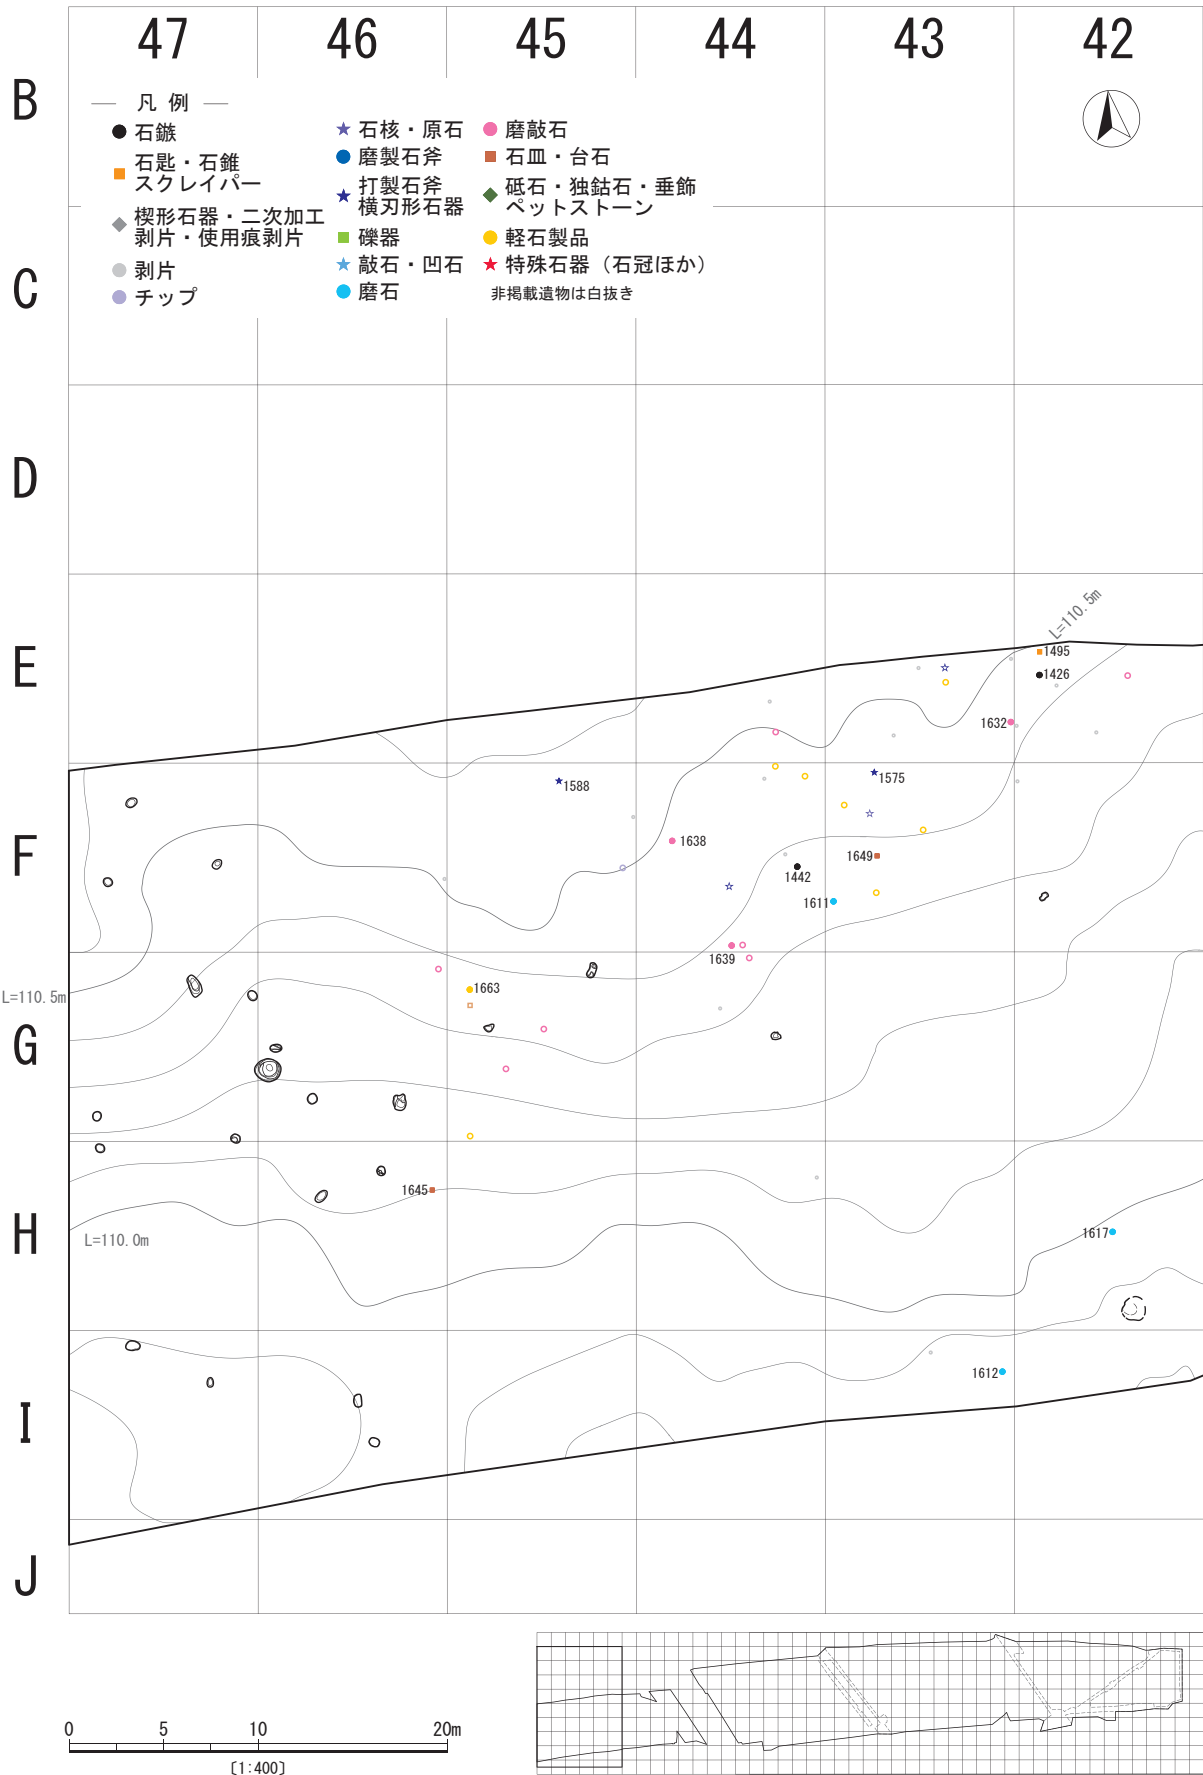 47 46 45 44 43 42
B
C
D
E
F
G
H
I
J
凡 例
石鏃
石匙・石錐
スクレイパー
楔形石器・二次加工
剥片・使用痕剥片
剥片
チップ
石核・原石
磨製石斧
打製石斧
横刃形石器
礫器
敲石・凹石
磨石
磨敲石
石皿・台石
砥石・独鈷石・垂飾
ペットストーン
軽石製品
特殊石器（石冠ほか）
非掲載遺物は白抜き
L=110.5m
1495
1426
1632
1588
1575
1638
1649
1442
1611
1639
1663
L=110.5m
1645
1617
L=110.0m
1612
0 5 10 20m
〔1:400〕